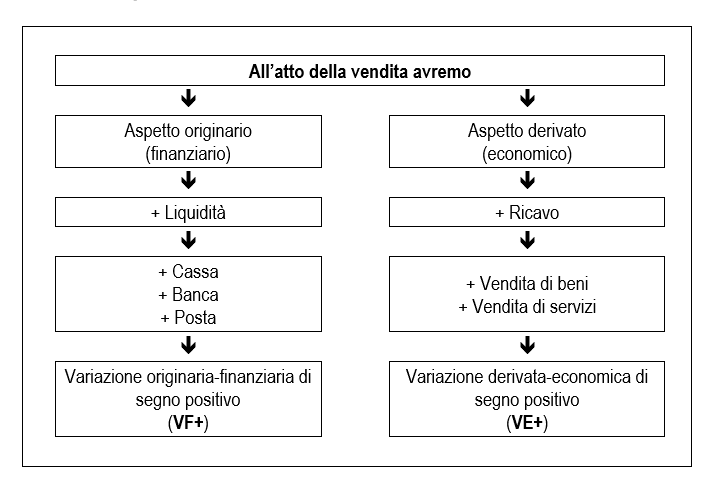 All'atto della vendita avremo
Aspetto originario
(finanziario)
+ Liquidità
+ Cassa
+ Banca
+ Posta
Variazione originaria-finanziaria di
segno positivo
(VF+)
Aspetto derivato
(economico)
+ Ricavo
+ Vendita di beni
+ Vendita di servizi
Variazione derivata-economica di
segno positivo
(VE+)